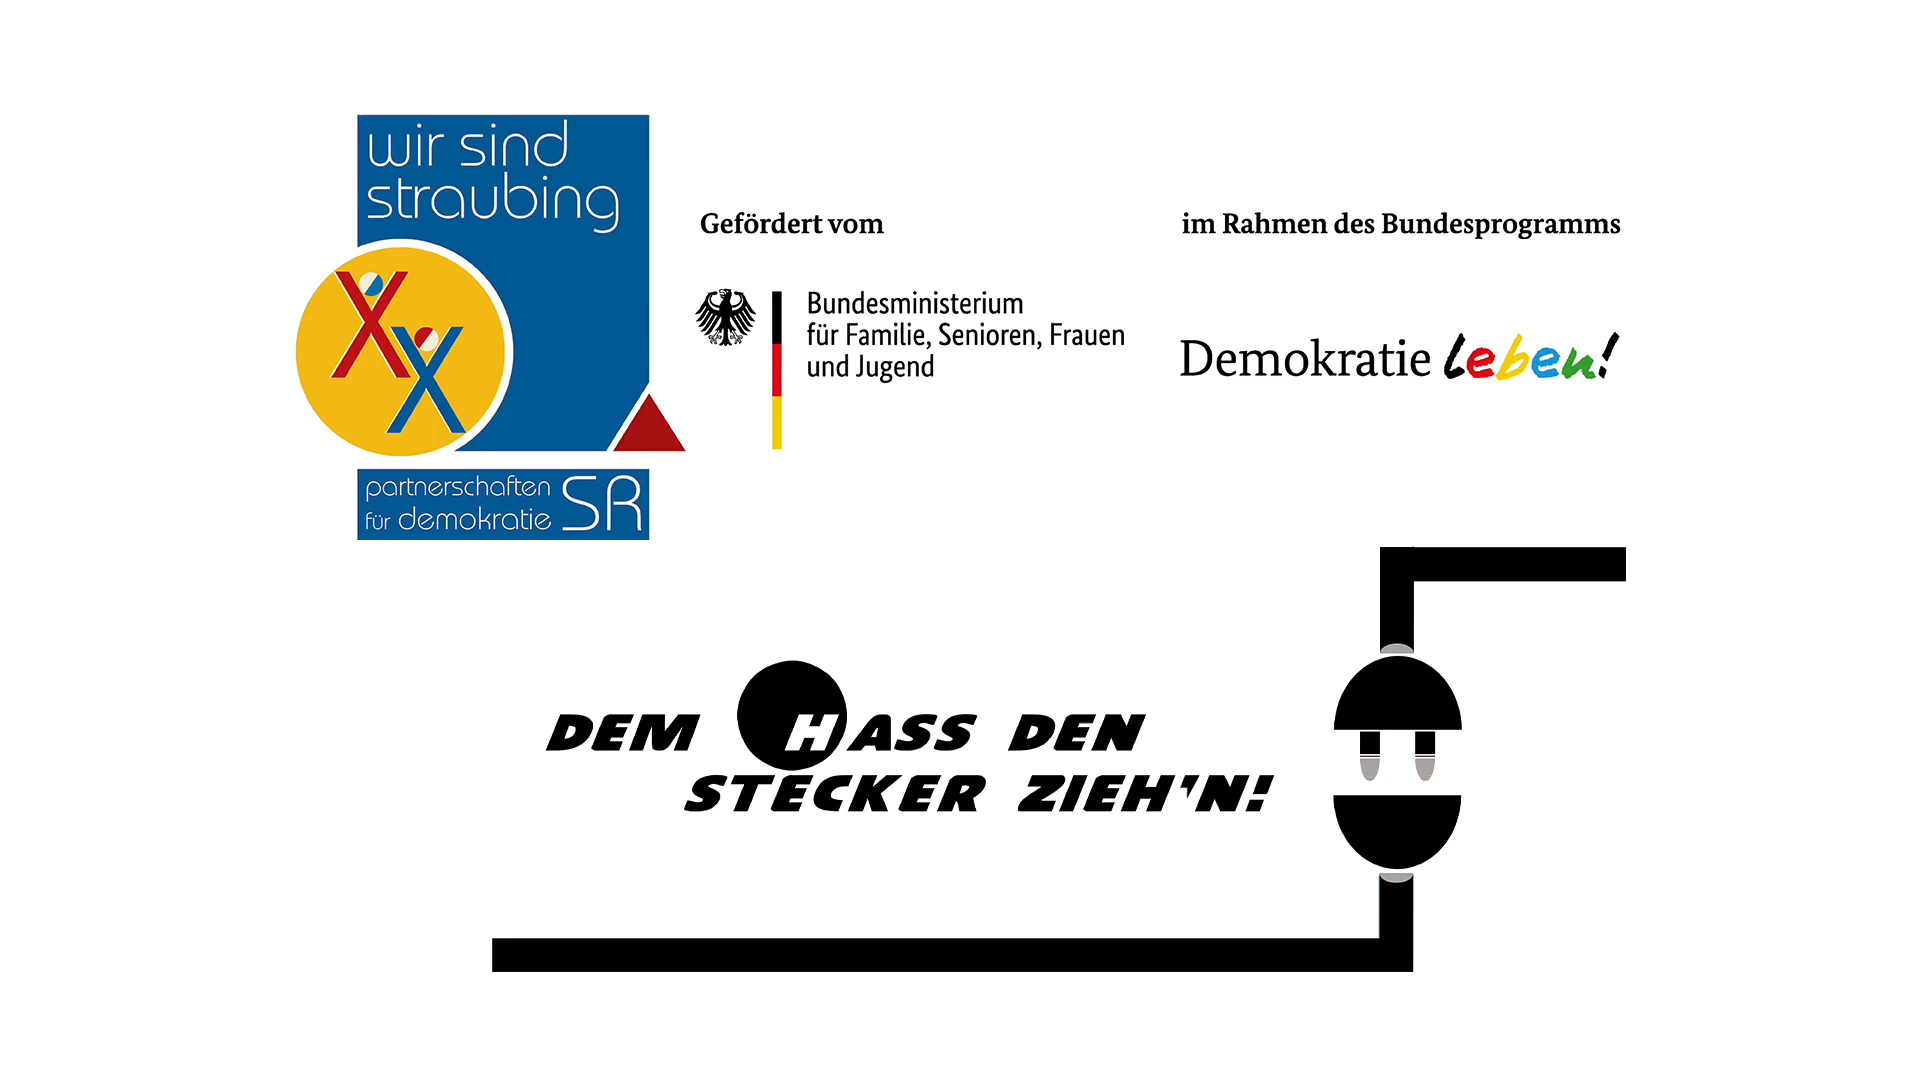 wir sind
straubing
partnerschaften
für demokratie SR
Gefördert vom
Bundesministerium
für Familie, Senioren, Frauen
und Jugend
im Rahmen des Bundesprogramms
Demokratie leben!
DEM HASS DEN
STECKER ZIEH'N!